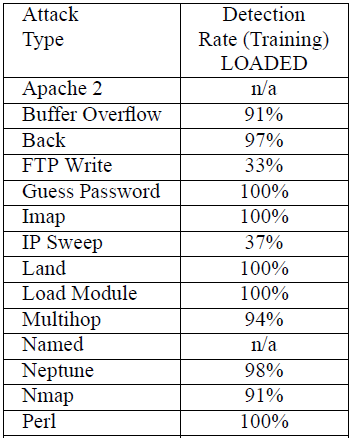 Attack Detection
Type Rate (Training)
LOADED
Apache 2 n/a
Buffer Overflow 91%
Back 97%
FTP Write 33%
Guess Password 100%
Imap 100%
IP Sweep 37%
Land 100%
Load Module 100%
Multihop 94%
Named n/a
Neptune 98%
Nmap 91%
Perl 100%